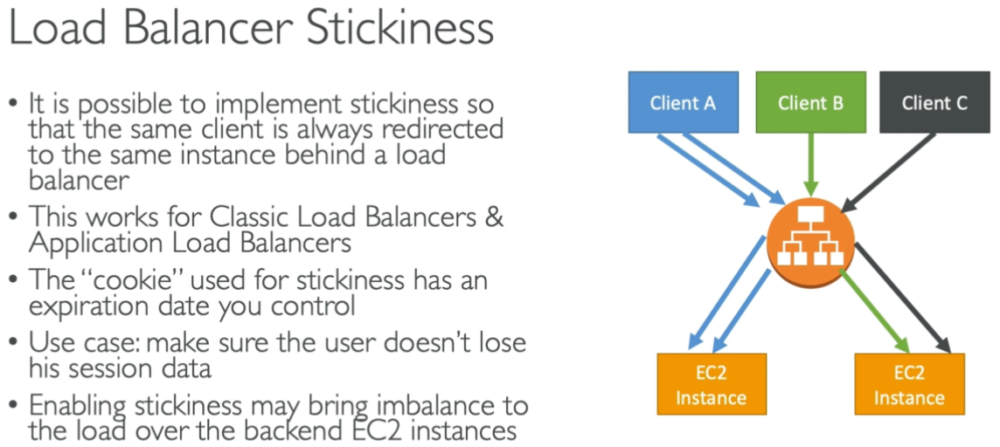 Load Balancer Stickiness
• It is possible to implement stickiness so
that the same client is always redirected
to the same instance behind a load
balancer
• This works for Classic Load Balancers &
Application Load Balancers
• The “cookie” used for stickiness has an
expiration date you control
• Use case: make sure the user doesn’t lose
his session data
• Enabling stickiness may bring imbalance to
the load over the backend EC2 instances
Client A
Client B
Client C
EC2
Instance
EC2
Instance